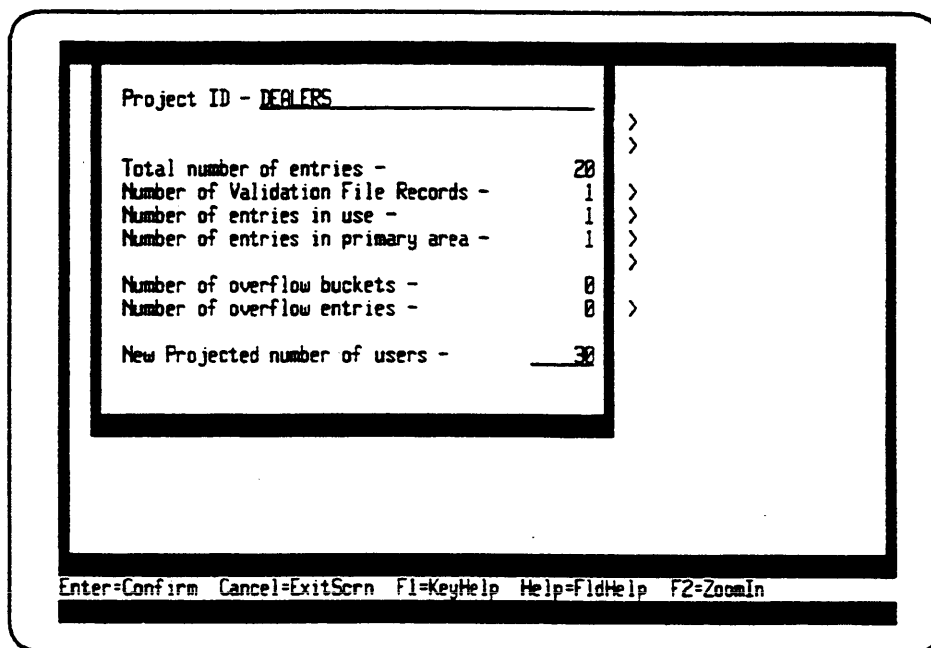 Project ID - DEALERS
>
>
Total number of entries - 20
Number of Validation File Records - 1 >
Number of entries in use - 1 >
Number of entries in primary area - 1 >
>
Number of overflow buckets - 0
Number of overflow entries - 0 >
New Projected number of users - 30
Enter=Confirm Cancel=ExitScrn F1=KeyHelp Help=FldHelp F2=ZoomIn